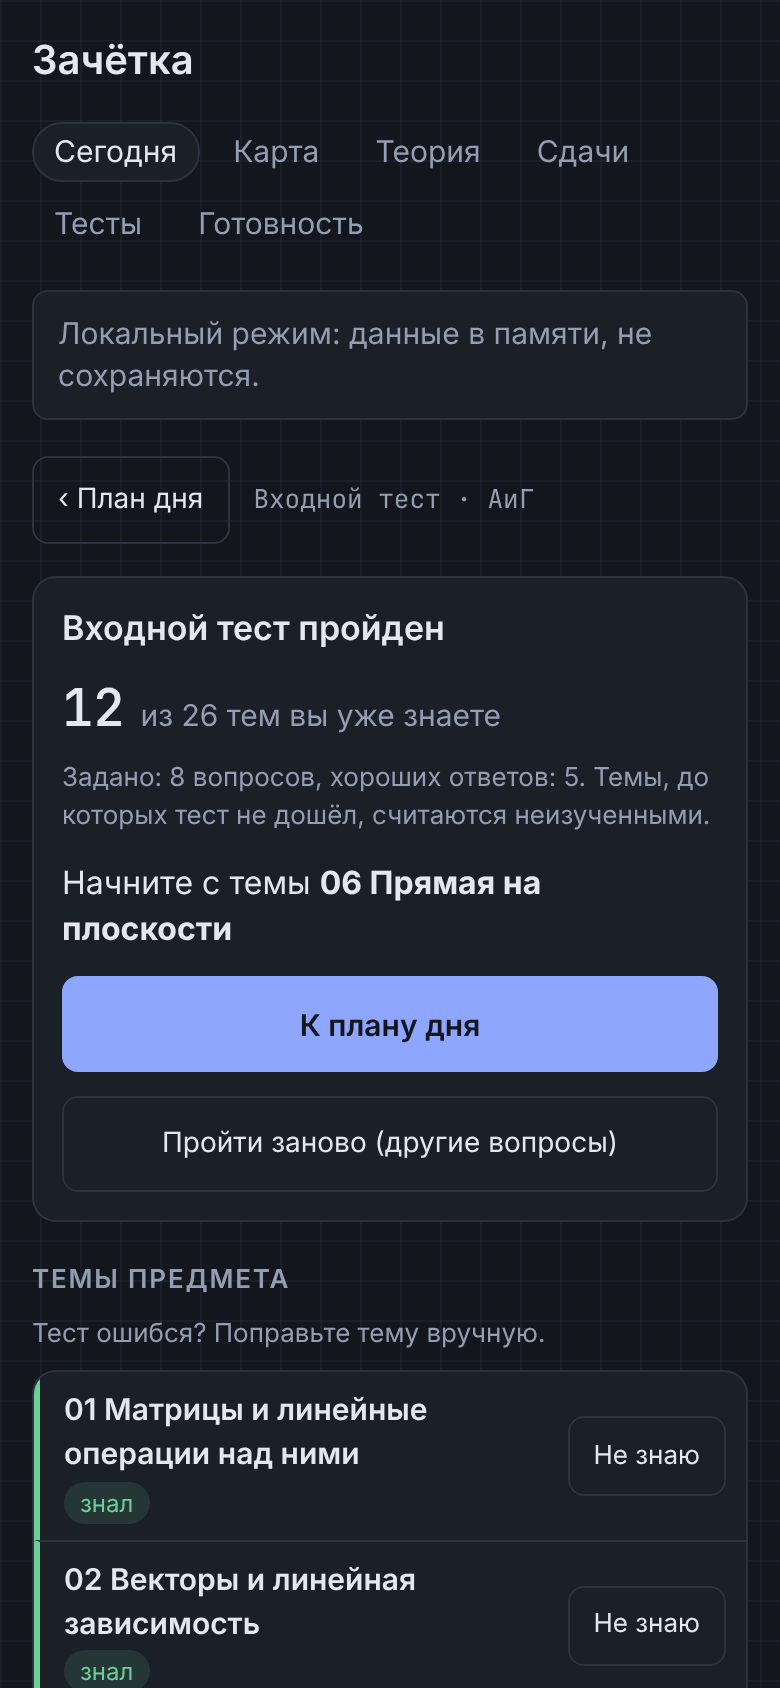 Зачётка
Сегодня Карта Теория Сдачи
Тесты Готовность
Локальный режим: данные в памяти, не
сохраняются.
‹ План дня Входной тест · АиГ
Входной тест пройден
12 из 26 тем вы уже знаете
Задано: 8 вопросов, хороших ответов: 5. Темы, до
которых тест не дошёл, считаются неизученными.
Начните с темы 06 Прямая на
плоскости
К плану дня
Пройти заново (другие вопросы)
ТЕМЫ ПРЕДМЕТА
Тест ошибся? Поправьте тему вручную.
01 Матрицы и линейные
операции над ними
Не знаю
знал
02 Векторы и линейная
зависимость
Не знаю
знал